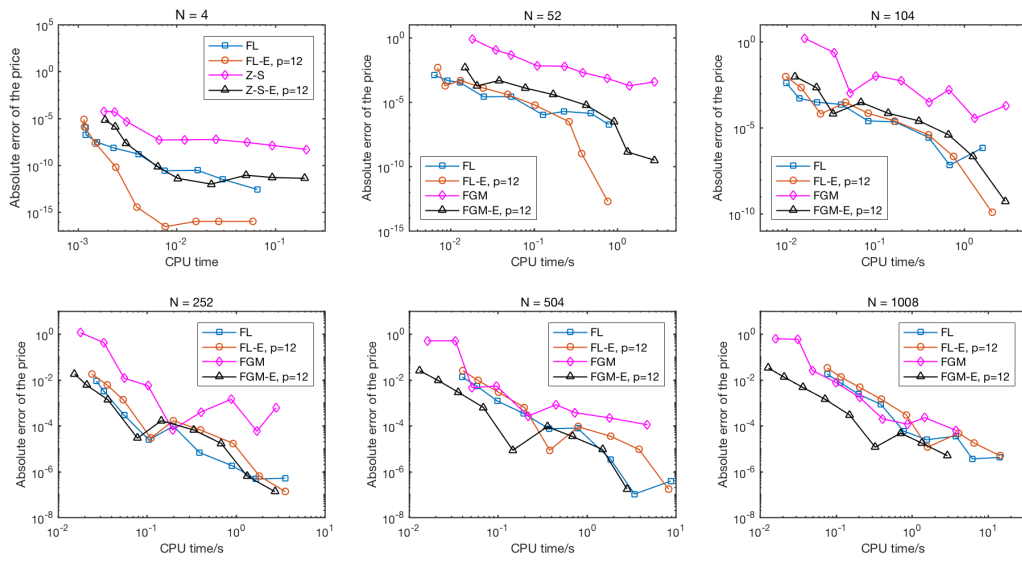 N = 4
10^5
10^0
10^-5
10^-10
10^-15
Absolute error of the price
10^-3
10^-2
10^-1
CPU time
FL
FL-E, p=12
Z-S
Z-S-E, p=12
N = 52
10^0
10^-5
10^-10
10^-15
Absolute error of the price
10^-2
10^-1
10^0
10^1
CPU time/s
FL
FL-E, p=12
FGM
FGM-E, p=12
N = 104
10^0
10^-5
10^-10
Absolute error of the price
10^-2
10^-1
10^0
CPU time/s
FL
FL-E, p=12
FGM
FGM-E, p=12
N = 252
10^0
10^-2
10^-4
10^-6
10^-8
Absolute error of the price
10^-2
10^-1
10^0
10^1
CPU time/s
FL
FL-E, p=12
FGM
FGM-E, p=12
N = 504
10^0
10^-2
10^-4
10^-6
10^-8
Absolute error of the price
10^-2
10^-1
10^0
10^1
CPU time/s
FL
FL-E, p=12
FGM
FGM-E, p=12
N = 1008
10^0
10^-2
10^-4
10^-6
10^-8
Absolute error of the price
10^-2
10^-1
10^0
10^1
CPU time/s
FL
FL-E, p=12
FGM
FGM-E, p=12